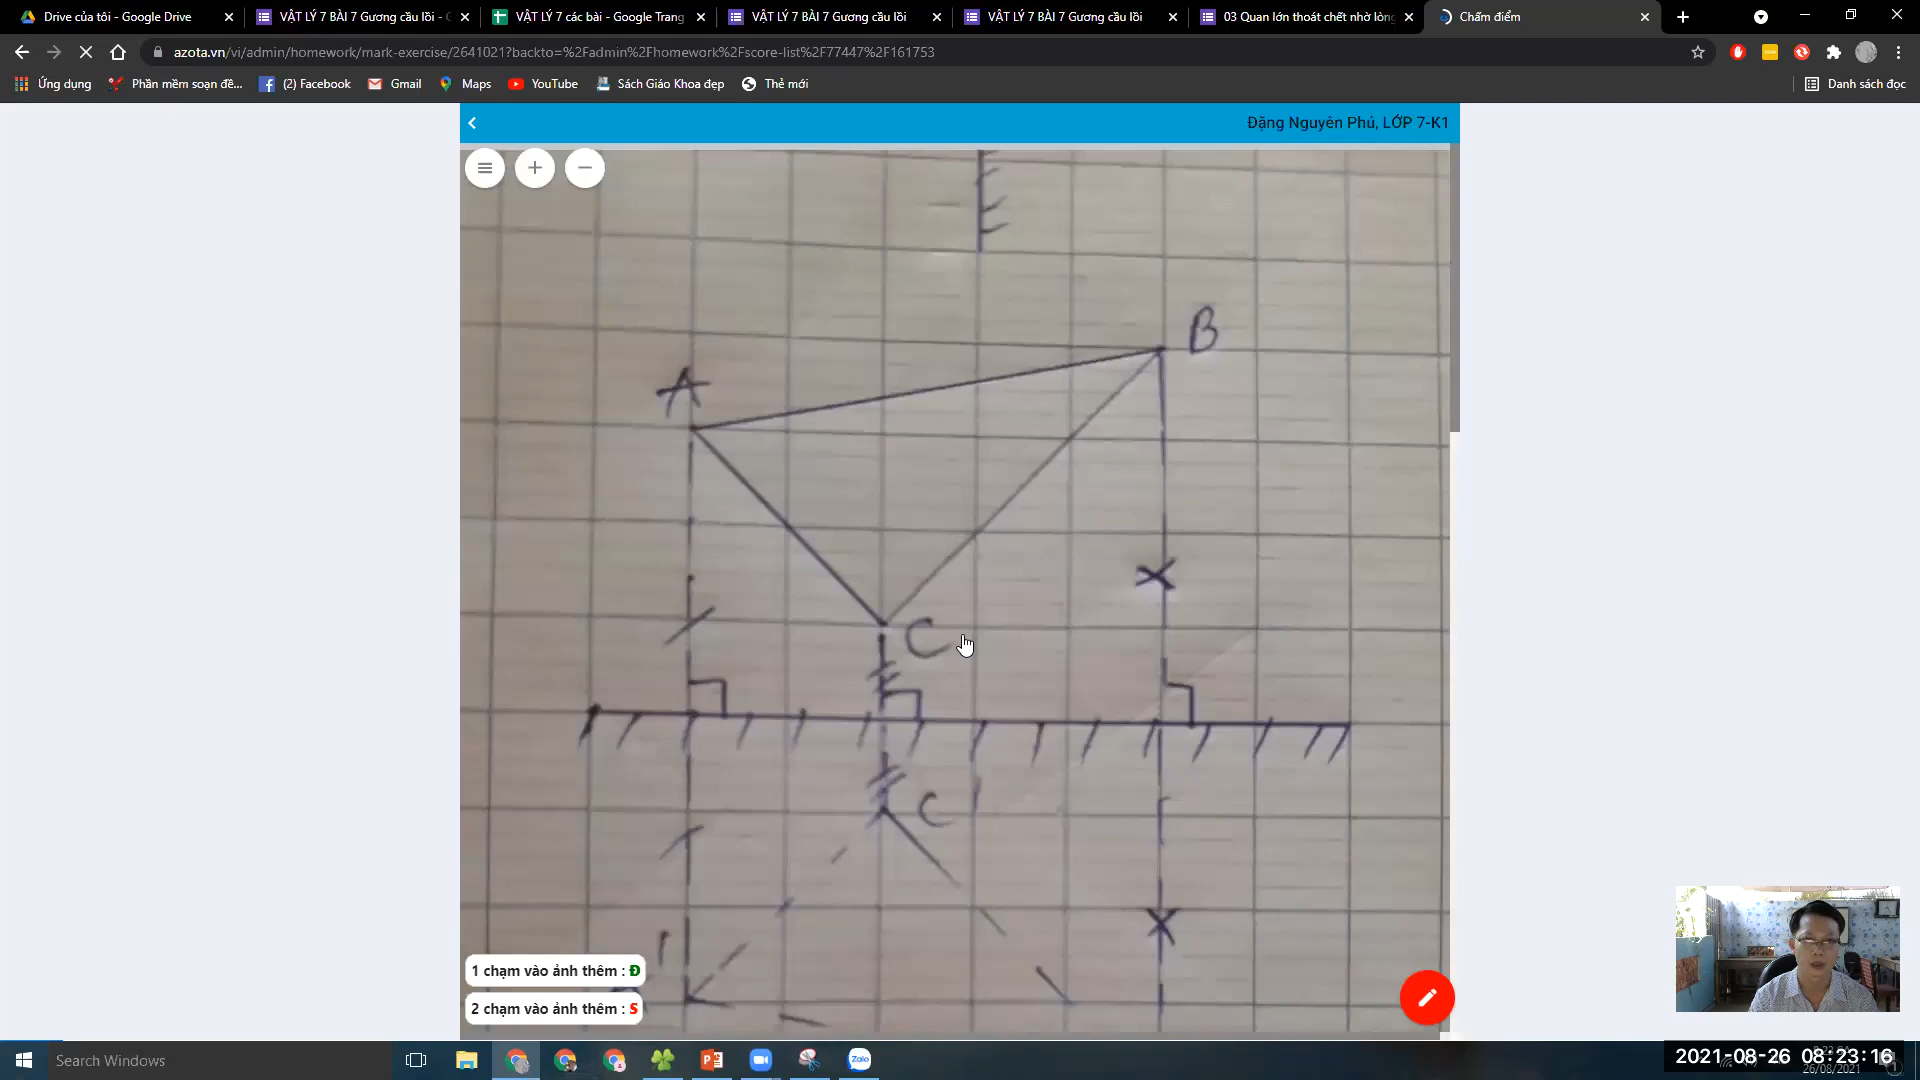 Drive của tôi - Google Drive
VẬT LÝ 7 BÀI 7 Gương cầu lồi - G
VẬT LÝ 7 các bài - Google Trang
VẬT LÝ 7 BÀI 7 Gương cầu lồi
VẬT LÝ 7 BÀI 7 Gương cầu lồi
03 Quan lớn thoát chết nhờ lòng
Chấm điểm
azota.vn/vi/admin/homework/mark-exercise/2641021?backto=%2Fadmin%2Fhomework%2Fscore-list%2F77447%2F161753
Ứng dụng
Phần mềm soạn đề...
(2) Facebook
Gmail
Maps
YouTube
Sách Giáo Khoa đẹp
Thẻ mới
Danh sách đọc
Đặng Nguyên Phú, LỚP 7-K1
B
A
C
C
1 chạm vào ảnh thêm : Đ
2 chạm vào ảnh thêm : S
Search Windows
Zalo
2021-08-26 08:23:16
26/08/2021